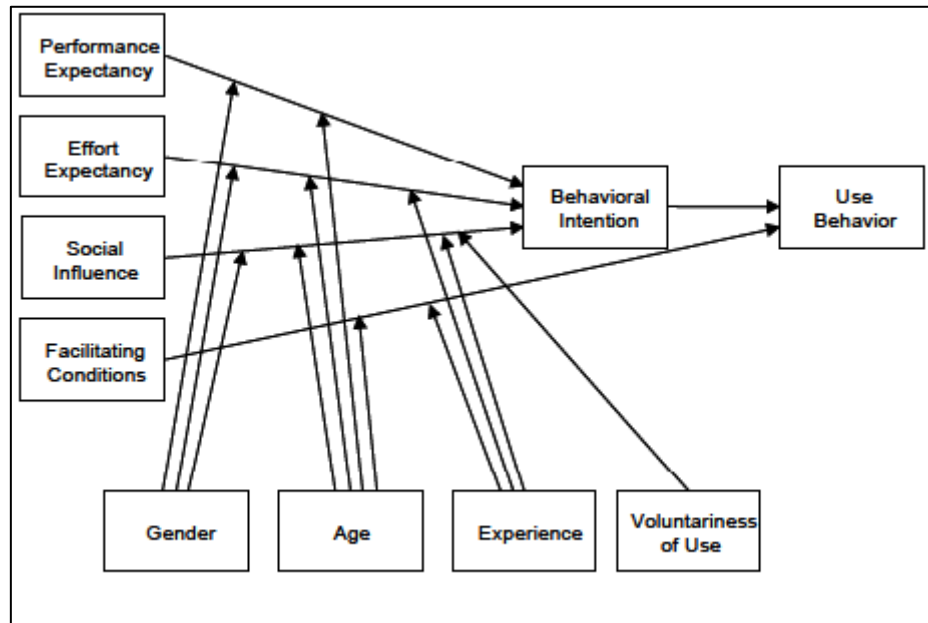 Performance
Expectancy
Effort
Expectancy
Social
Influence
Facilitating
Conditions
Behavioral
Intention
Use
Behavior
Gender
Age
Experience
Voluntariness
of Use